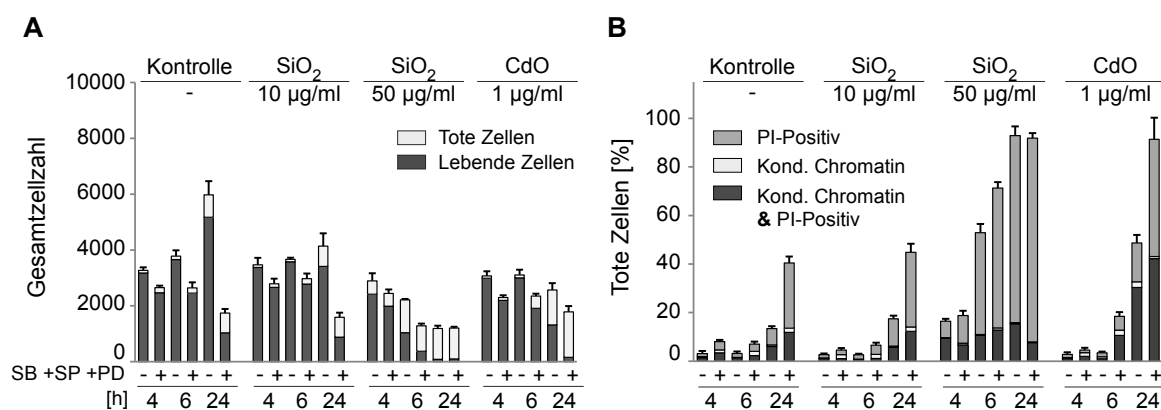 A
Kontrolle SiO2 SiO2 CdO
- 10 µg/ml 50 µg/ml 1 µg/ml
10000
8000
6000
4000
2000
0
Gesamtzellzahl
Tote Zellen
Lebende Zellen
SB +SP +PD - + - + - + - + - + - + - + - + - + - + - + - +
[h] 4 6 24 4 6 24 4 6 24 4 6 24
B
Kontrolle SiO2 SiO2 CdO
- 10 µg/ml 50 µg/ml 1 µg/ml
100
80
60
40
20
0
Tote Zellen [%]
PI-Positiv
Kond. Chromatin
Kond. Chromatin
& PI-Positiv
- + - + - + - + - + - + - + - + - + - + - + - +
4 6 24 4 6 24 4 6 24 4 6 24